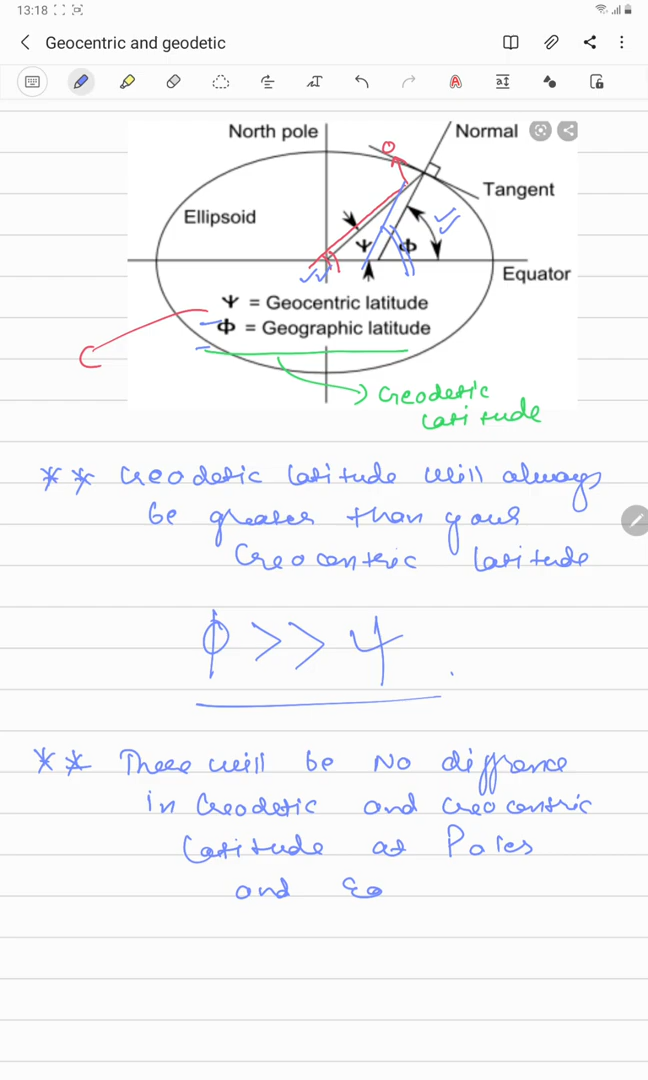 13:18
Geocentric and geodetic
North pole
Normal
Tangent
Ellipsoid
Ψ Φ
Equator
Ψ = Geocentric latitude
Φ = Geographic latitude
Geodetic
latitude
** Geodetic latitude will always
be greater than your
Geocentric latitude
Φ >> Ψ
** There will be No diffrence
in Geodetic and Geocentric
latitude at Poles
and